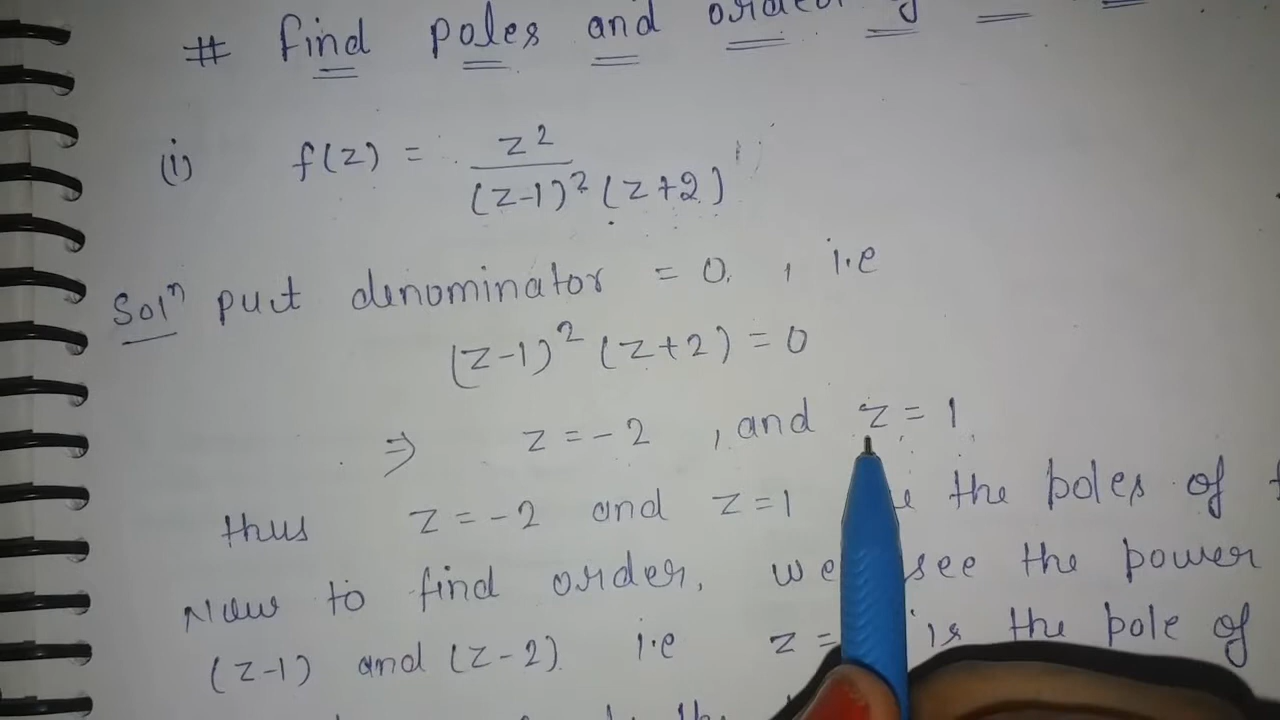 # Find poles and order
(i) f(z) = z² / (z-1)² (z+2)
Solⁿ put denominator = 0, i.e
(z-1)² (z+2) = 0
⇒ z = -2, and z = 1
thus z = -2 and z = 1 the poles of
Now to find order, we see the power
(z-1) and (z-2) i.e z = is the pole of